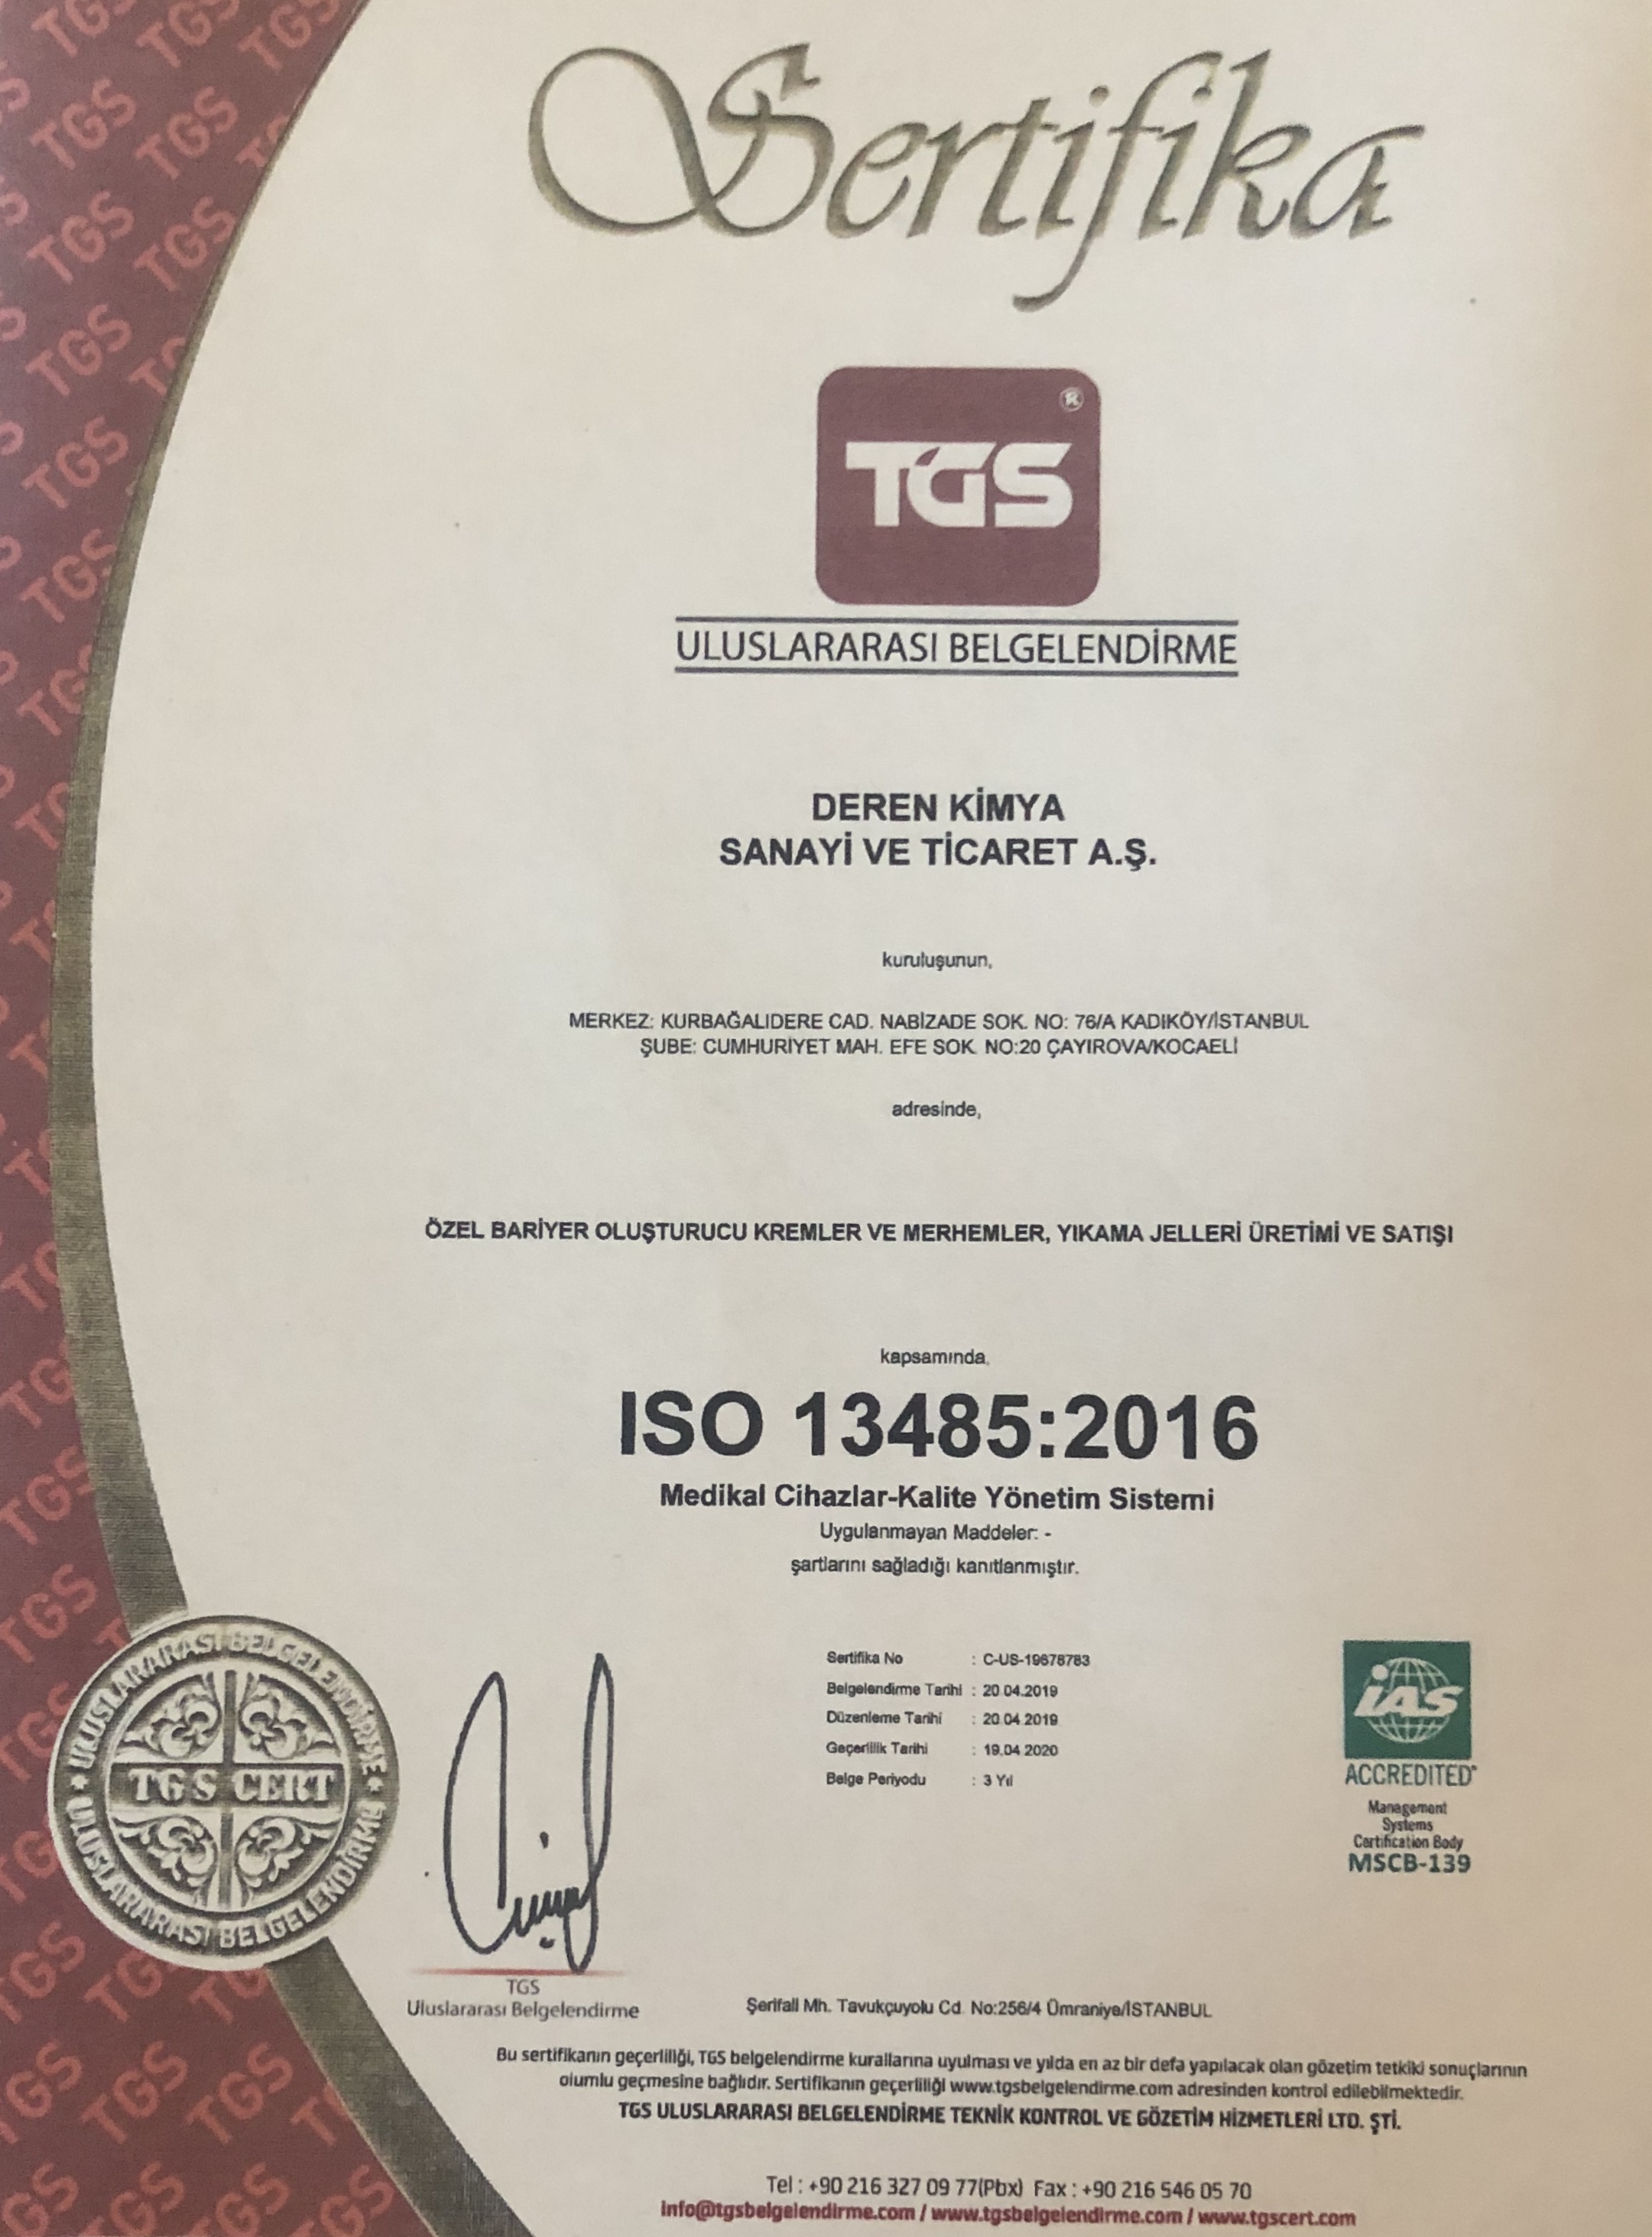 Sertifika
TGS
ULUSLARARASI BELGELENDİRME
DEREN KİMYA
SANAYİ VE TİCARET A.Ş.
kuruluşunun,
MERKEZ: KURBAĞALIDERE CAD. NABİZADE SOK. NO: 76/A KADIKÖY/İSTANBUL
ŞUBE: CUMHURİYET MAH. EFE SOK. NO:20 ÇAYIROVA/KOCAELİ
adresinde,
ÖZEL BARİYER OLUŞTURUCU KREMLER VE MERHEMLER, YIKAMA JELLERİ ÜRETİMİ VE SATIŞI
kapsamında,
ISO 13485:2016
Medikal Cihazlar-Kalite Yönetim Sistemi
Uygulanmayan Maddeler: -
şartlarını sağladığı kanıtlanmıştır.
Sertifika No : C-US-19678783
Belgelendirme Tarihi : 20.04.2019
Düzenleme Tarihi : 20.04.2019
Geçerlilik Tarihi : 19.04.2020
Belge Periyodu : 3 Yıl
IAS
ACCREDITED
Management
Systems
Certification Body
MSCB-139
ULUSLARARASI BELGELENDİRME
TGS CERT
ULUSLARARASI BELGELENDİRME
TGS
Uluslararası Belgelendirme
Şerifali Mh. Tavukçuyolu Cd. No:256/4 Ümraniye/İSTANBUL
Bu sertifikanın geçerliliği, TGS belgelendirme kurallarına uyulması ve yılda en az bir defa yapılacak olan gözetim tetkiki sonuçlarının
olumlu geçmesine bağlıdır. Sertifikanın geçerliliği www.tgsbelgelendirme.com adresinden kontrol edilebilmektedir.
TGS ULUSLARARASI BELGELENDİRME TEKNİK KONTROL VE GÖZETİM HİZMETLERİ LTD. ŞTİ.
Tel : +90 216 327 09 77(Pbx) Fax : +90 216 546 05 70
info@tgsbelgelendirme.com / www.tgsbelgelendirme.com / www.tgscert.com